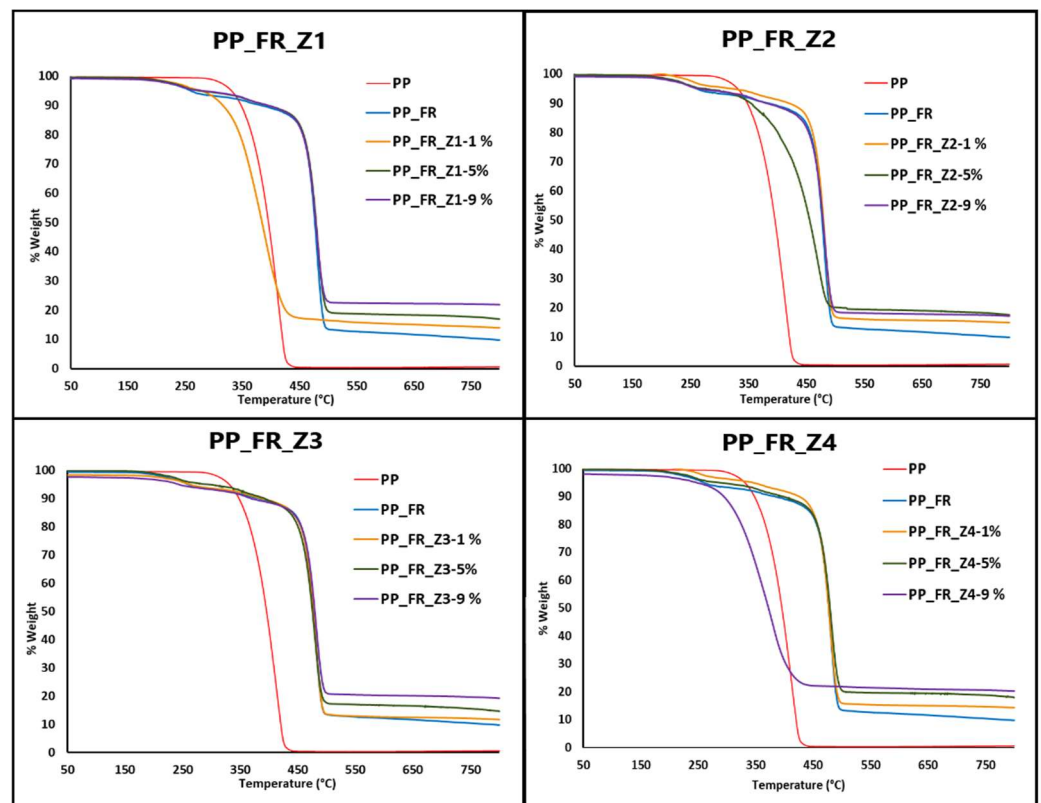 PP_FR_Z1
100
90
80
70
60
50
40
30
20
10
0
% Weight
50
150
250
350
450
550
650
750
Temperature (°C)
PP
PP_FR
PP_FR_Z1-1 %
PP_FR_Z1-5%
PP_FR_Z1-9 %
PP_FR_Z2
100
90
80
70
60
50
40
30
20
10
0
% Weight
50
150
250
350
450
550
650
750
Temperature (°C)
PP
PP_FR
PP_FR_Z2-1 %
PP_FR_Z2-5%
PP_FR_Z2-9 %
PP_FR_Z3
100
90
80
70
60
50
40
30
20
10
0
% Weight
50
150
250
350
450
550
650
750
Temperature (°C)
PP
PP_FR
PP_FR_Z3-1 %
PP_FR_Z3-5%
PP_FR_Z3-9 %
PP_FR_Z4
100
90
80
70
60
50
40
30
20
10
0
% Weight
50
150
250
350
450
550
650
750
Temperature (°C)
PP
PP_FR
PP_FR_Z4-1%
PP_FR_Z4-5%
PP_FR_Z4-9 %